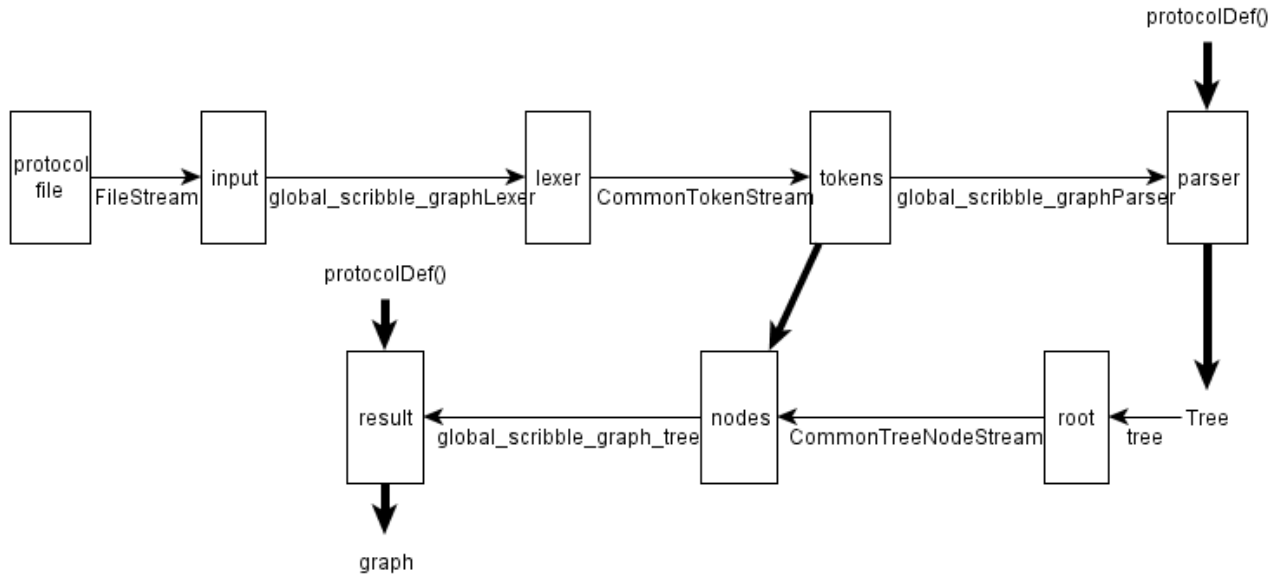 protocolDef()
protocol
file
FileStream
input
global_scribble_graphLexer
lexer
CommonTokenStream
tokens
global_scribble_graphParser
parser
protocolDef()
result
global_scribble_graph_tree
nodes
CommonTreeNodeStream
root
tree
Tree
graph